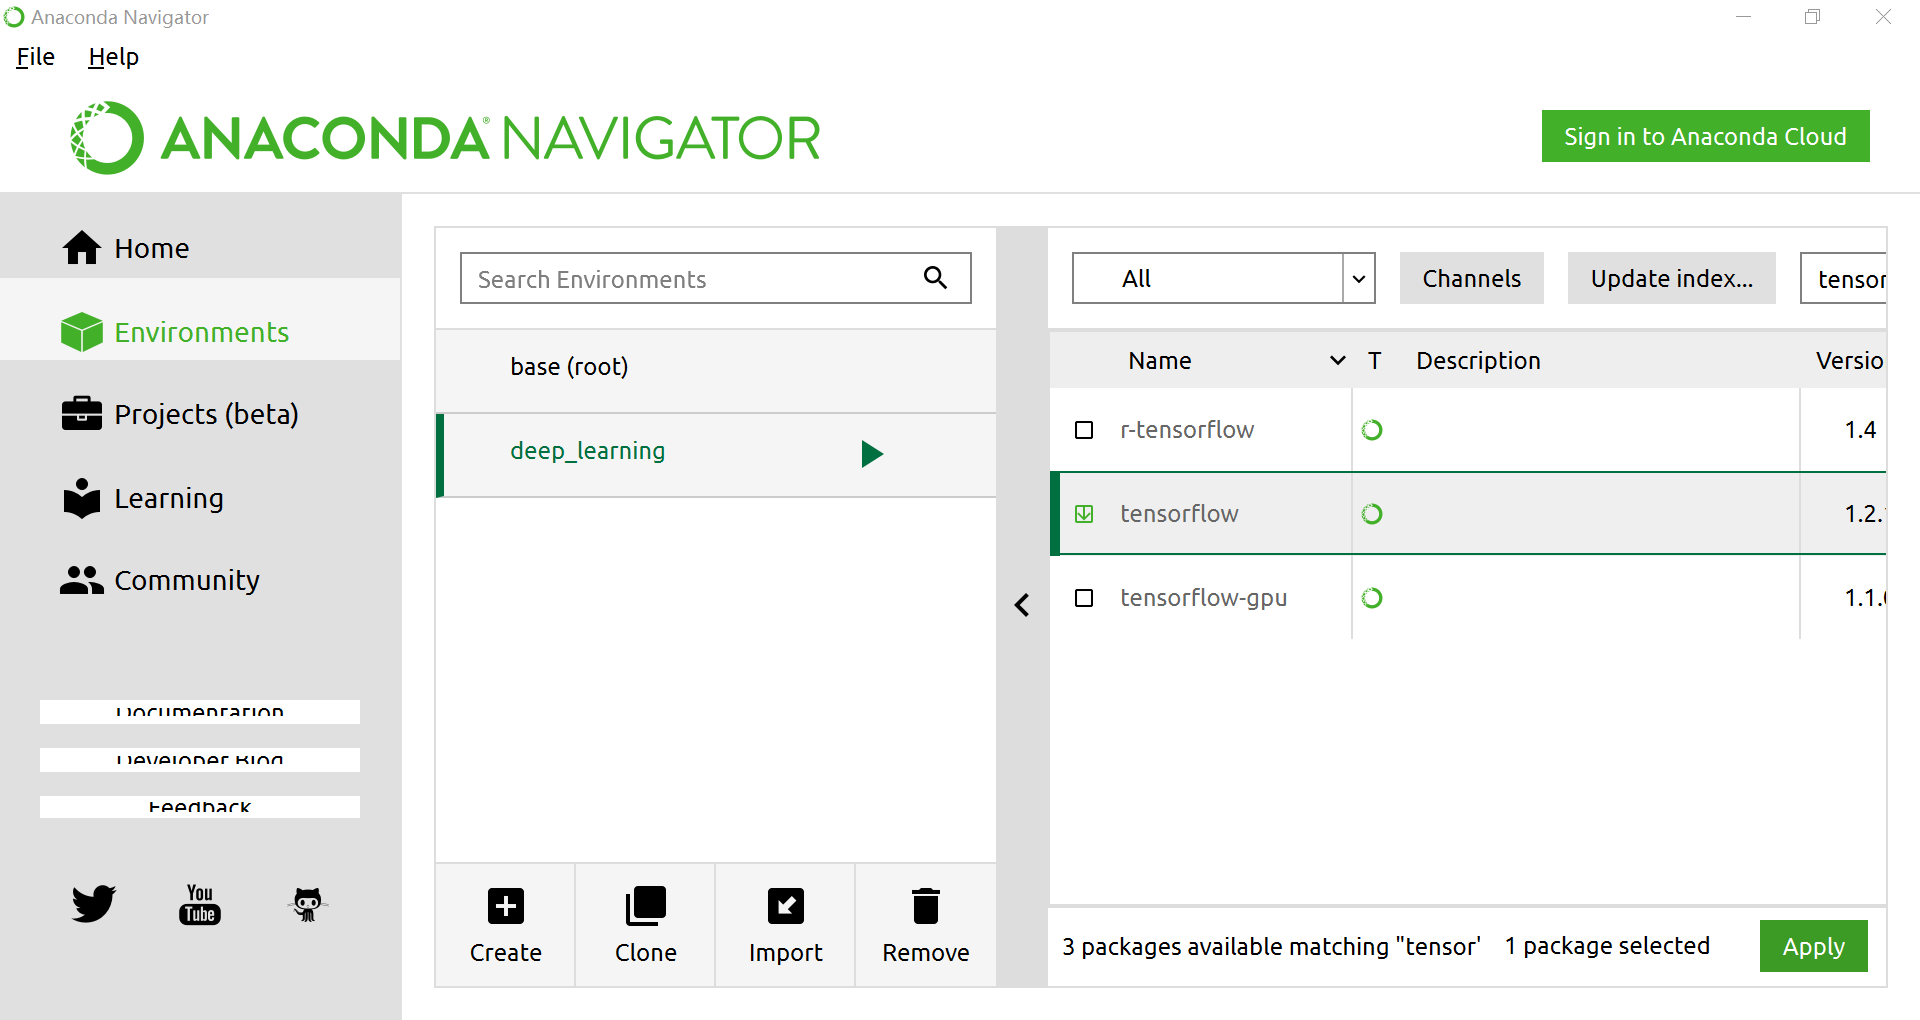 Anaconda Navigator
File Help
ANACONDA® NAVIGATOR
Sign in to Anaconda Cloud
Home
Environments
Projects (beta)
Learning
Community
Documentation
Developer Blog
Feedback
You
Tube
Search Environments
base (root)
deep_learning
Create Clone Import Remove
All Channels Update index... tensor
Name T Description Versio
r-tensorflow 1.4
tensorflow 1.2.
tensorflow-gpu 1.1.
3 packages available matching "tensor" 1 package selected Apply